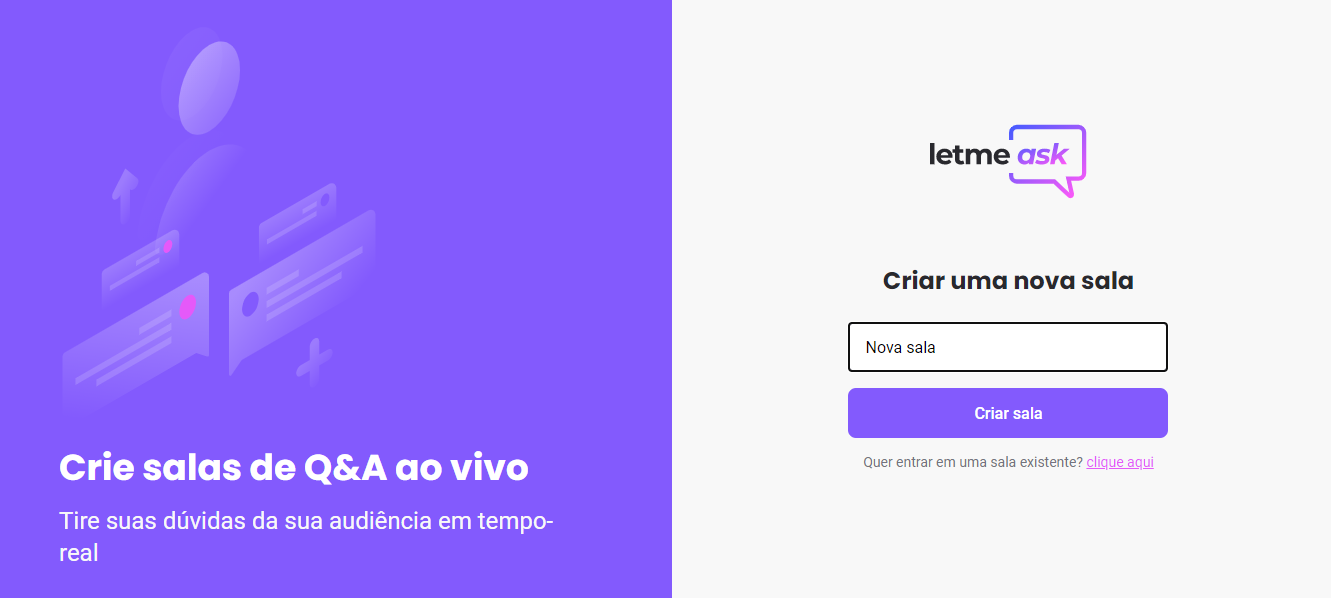 Crie salas de Q&A ao vivo
Tire suas dúvidas da sua audiência em tempo-
real
letme ask
Criar uma nova sala
Nova sala
Criar sala
Quer entrar em uma sala existente? clique aqui